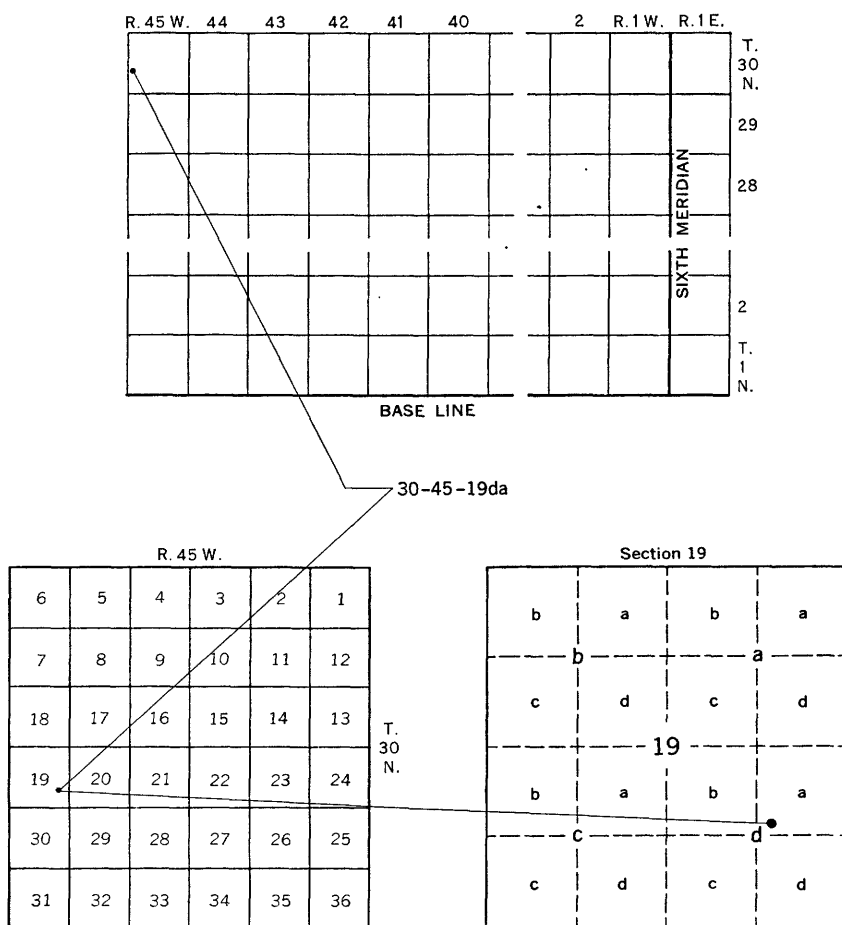 R. 45 W. 44 43 42 41 40 2 R. 1 W. R. 1 E.
T.
30
N.
29
28
SIXTH MERIDIAN
2
T.
1
N.
BASE LINE
30-45-19da
R. 45 W.
6 5 4 3 2 1
7 8 9 10 11 12
18 17 16 15 14 13
T.
30
N.
19 20 21 22 23 24
30 29 28 27 26 25
31 32 33 34 35 36
Section 19
b a b a
b a
c d c d
19
b a b a
c d
c d c d